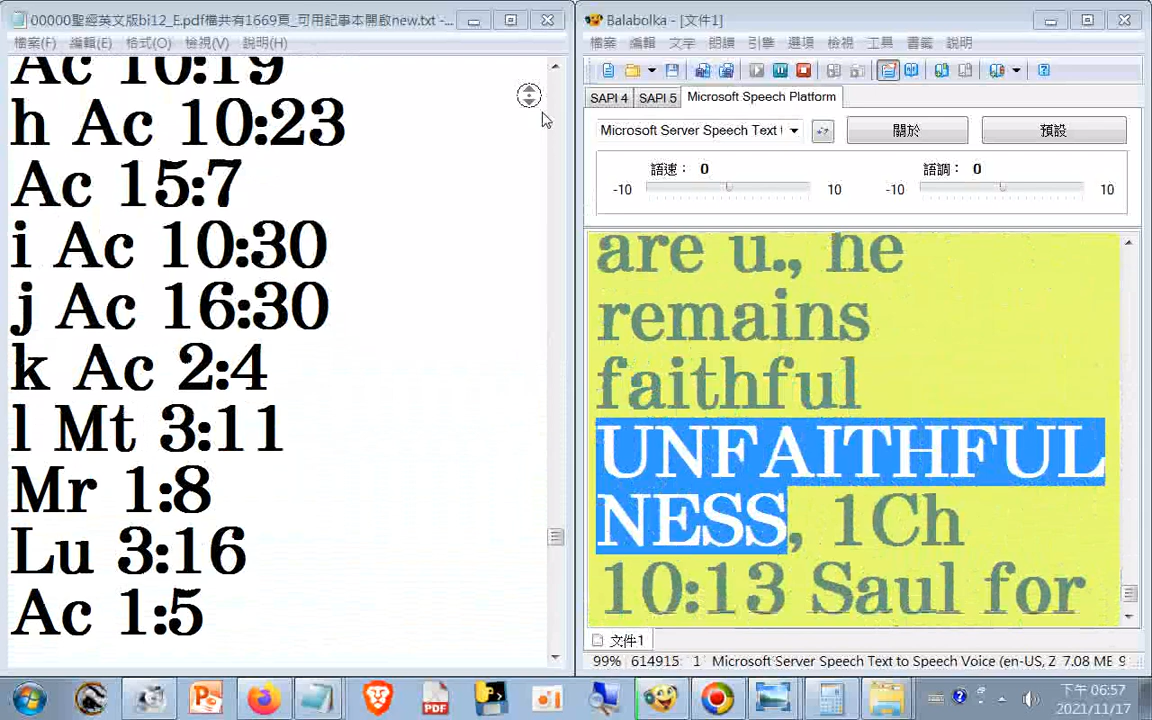 00000聖經英文版bi12_E.pdf檔共有1669頁_可用記事本開啟new.txt -...
檔案(F) 編輯(E) 格式(O) 檢視(V) 說明(H)
Ac 10:19
h Ac 10:23
Ac 15:7
i Ac 10:30
j Ac 16:30
k Ac 2:4
l Mt 3:11
Mr 1:8
Lu 3:16
Ac 1:5
Balabolka - [文件1]
檔案 編輯 文字 朗讀 引擎 選項 檢視 工具 書籤 說明
SAPI 4 SAPI 5 Microsoft Speech Platform
Microsoft Server Speech Text 關於 預設
語速： 0 語調： 0
-10 10 -10 10
are u., he
remains
faithful
UNFAITHFUL
NESS, 1Ch
10:13 Saul for
文件1
99% 614915 1 Microsoft Server Speech Text to Speech Voice (en-US, Z 7.08 MB 9
PDF
下午 06:57
2021/11/17